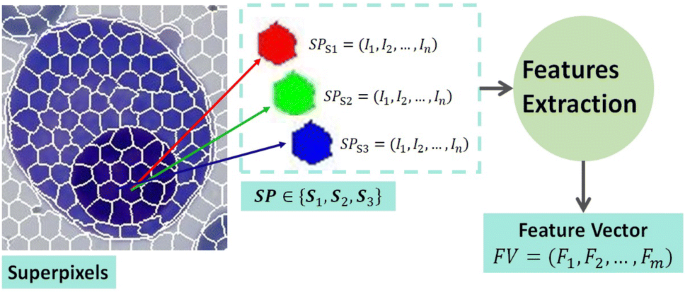 SP_S1 = (I_1, I_2, ..., I_n)
SP_S2 = (I_1, I_2, ..., I_n)
SP_S3 = (I_1, I_2, ..., I_n)
SP ∈ {S_1, S_2, S_3}
Superpixels
Features
Extraction
Feature Vector
FV = (F_1, F_2, ..., F_m)